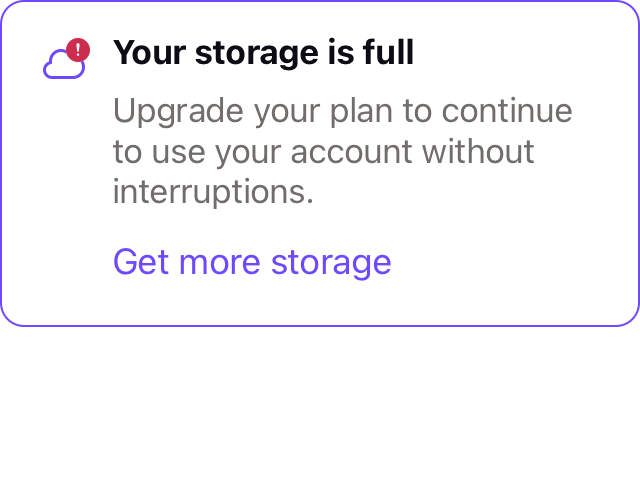 Your storage is full
Upgrade your plan to continue
to use your account without
interruptions.
Get more storage